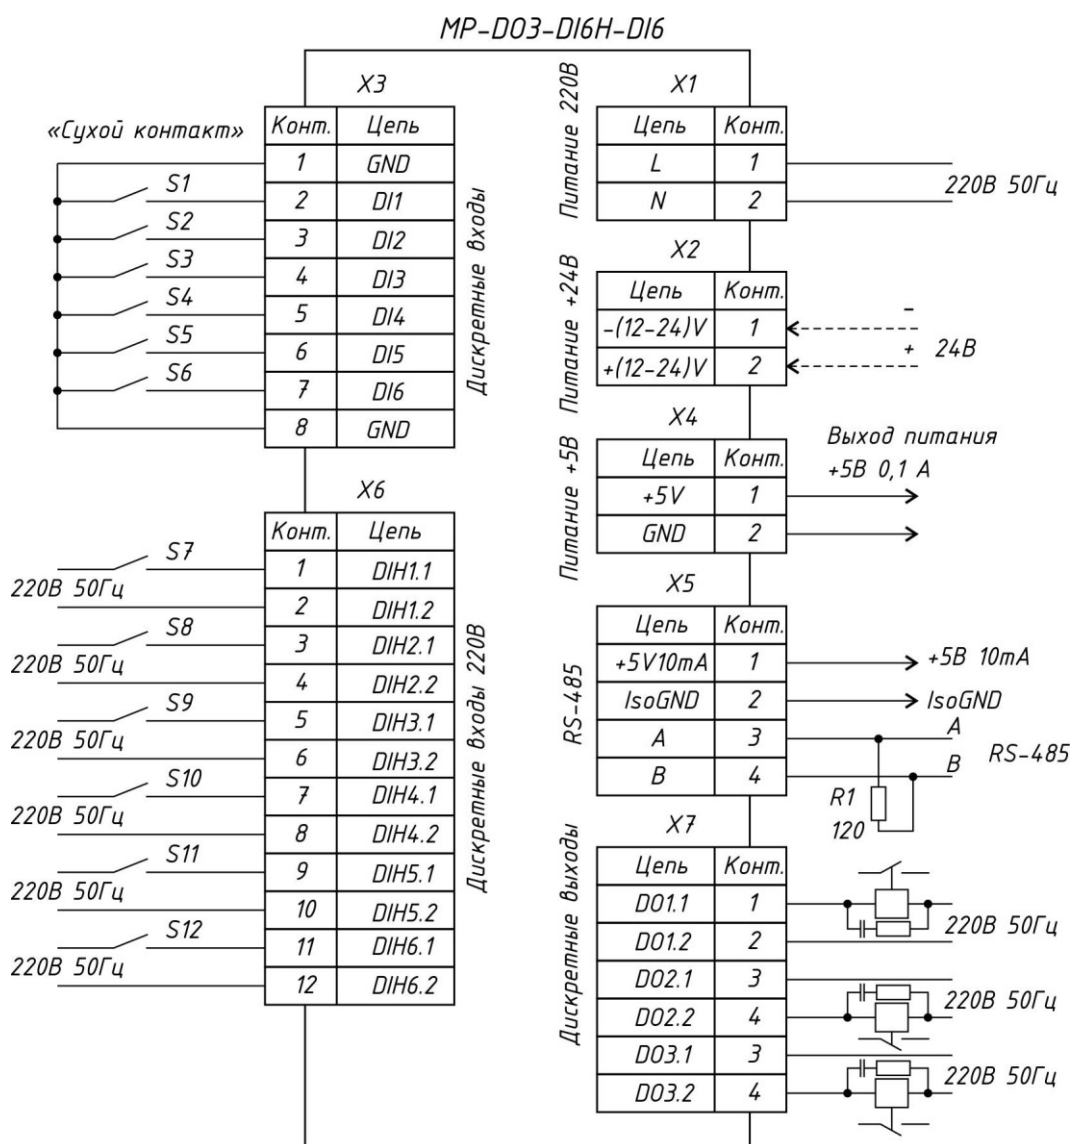 MP-DO3-DI6H-DI6
X3
«Сухой контакт»
Конт. Цепь
1 GND
S1
2 DI1
S2
3 DI2
S3
4 DI3
S4
5 DI4
S5
6 DI5
S6
7 DI6
8 GND
Дискретные входы
X6
Конт. Цепь
S7
1 DIH1.1
220В 50Гц
2 DIH1.2
S8
3 DIH2.1
220В 50Гц
4 DIH2.2
S9
5 DIH3.1
220В 50Гц
6 DIH3.2
S10
7 DIH4.1
220В 50Гц
8 DIH4.2
S11
9 DIH5.1
220В 50Гц
10 DIH5.2
S12
11 DIH6.1
220В 50Гц
12 DIH6.2
Дискретные входы 220В
X1
Питание 220В
Цепь Конт.
L 1
N 2
220В 50Гц
X2
Питание +24В
Цепь Конт.
-(12-24)V 1 -
+(12-24)V 2 + 24В
X4
Питание +5В
Выход питания
+5В 0,1 А
Цепь Конт.
+5V 1
GND 2
X5
RS-485
Цепь Конт.
+5V10mA 1 +5В 10mA
IsoGND 2 IsoGND
A 3 A
B 4 B
RS-485
R1
120
X7
Дискретные выходы
Цепь Конт.
DO1.1 1
220В 50Гц
DO1.2 2
DO2.1 3
220В 50Гц
DO2.2 4
DO3.1 3
220В 50Гц
DO3.2 4